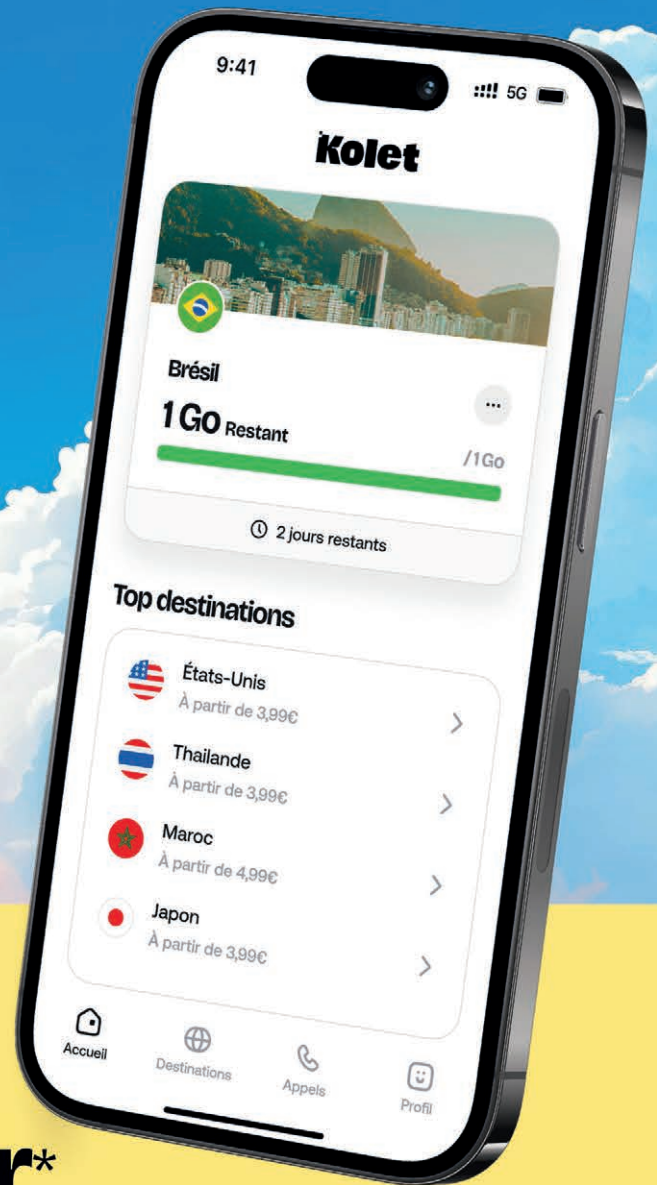 9:41
5G
Kolet
Brésil
1 Go Restant
/1Go
2 jours restants
Top destinations
États-Unis
À partir de 3,99€
Thailande
À partir de 3,99€
Maroc
À partir de 4,99€
Japon
À partir de 3,99€
Accueil
Destinations
Appels
Profil
r*